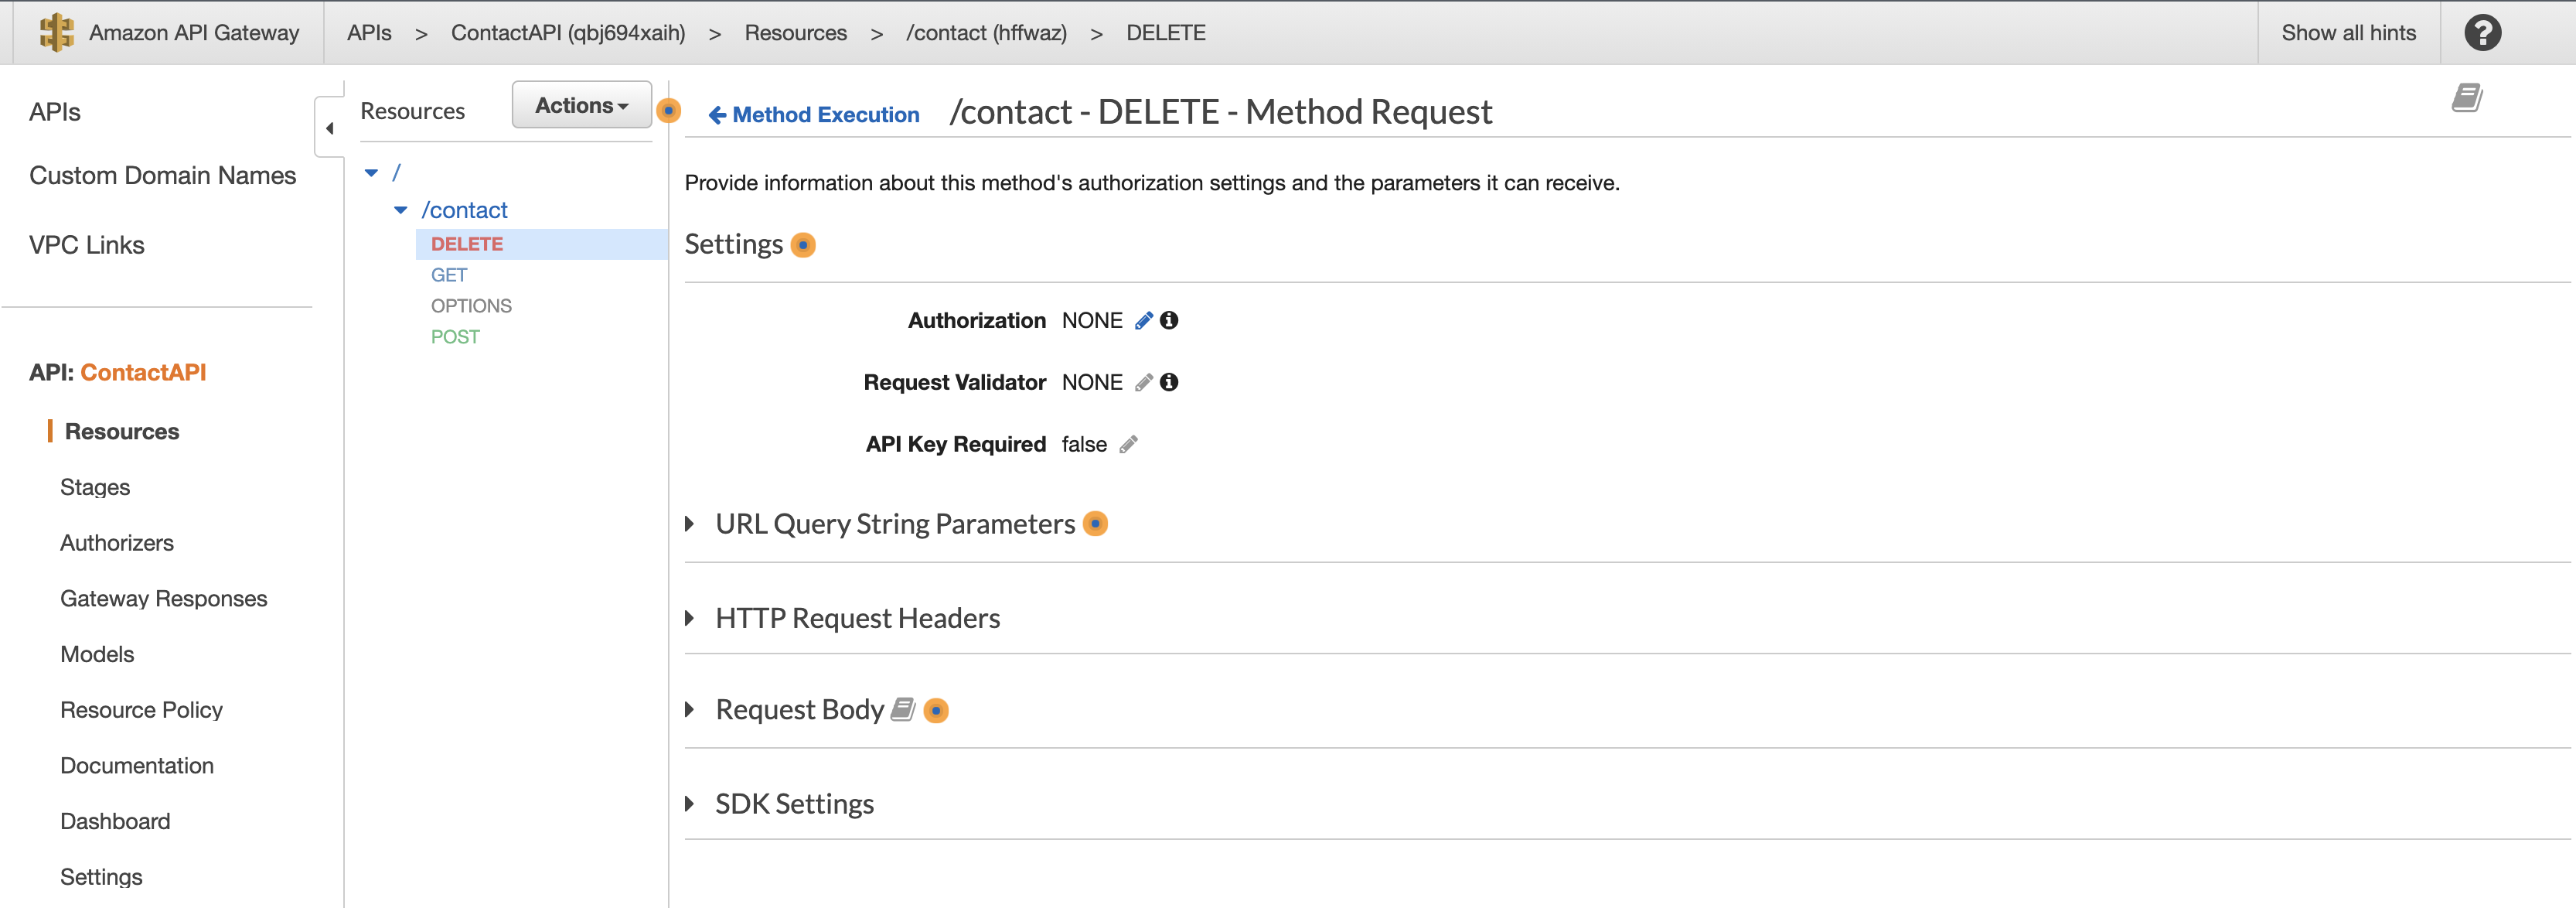 Amazon API Gateway APIs > ContactAPI (qbj694xaih) > Resources > /contact (hffwaz) > DELETE Show all hints
APIs
Custom Domain Names
VPC Links
API: ContactAPI
Resources
Stages
Authorizers
Gateway Responses
Models
Resource Policy
Documentation
Dashboard
Settings
Resources Actions
/
/contact
DELETE
GET
OPTIONS
POST
Method Execution /contact - DELETE - Method Request
Provide information about this method's authorization settings and the parameters it can receive.
Settings
Authorization NONE
Request Validator NONE
API Key Required false
URL Query String Parameters
HTTP Request Headers
Request Body
SDK Settings